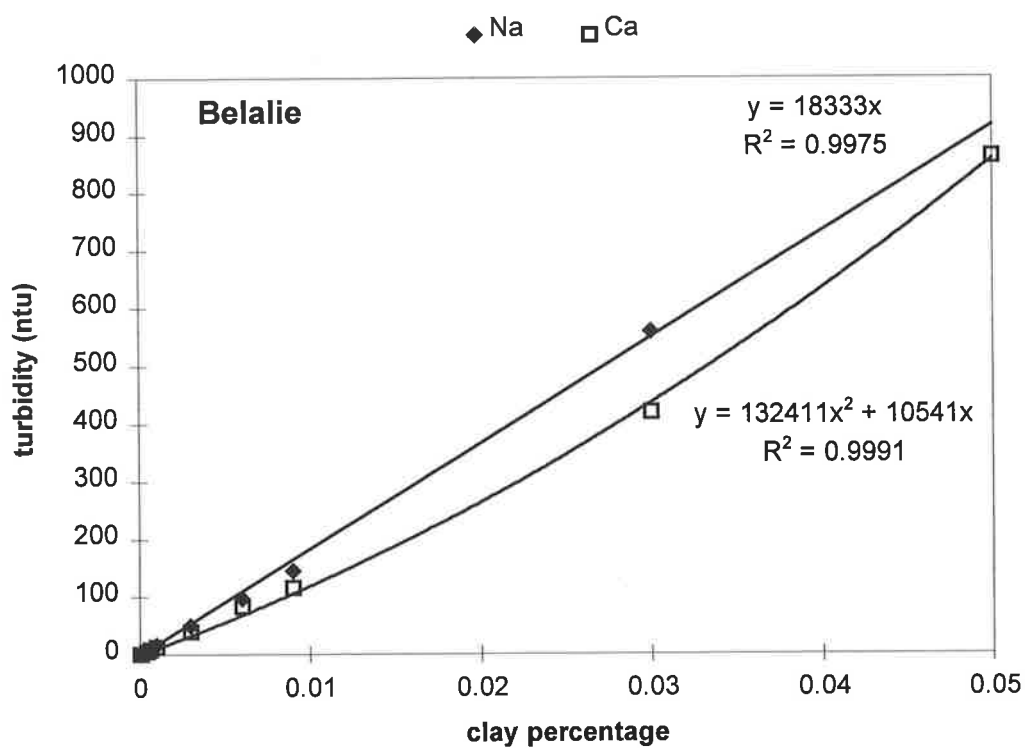 Na Ca
Belalie
y = 18333x
R² = 0.9975
y = 132411x² + 10541x
R² = 0.9991
turbidity (ntu)
1000
900
800
700
600
500
400
300
200
100
0
0 0.01 0.02 0.03 0.04 0.05
clay percentage